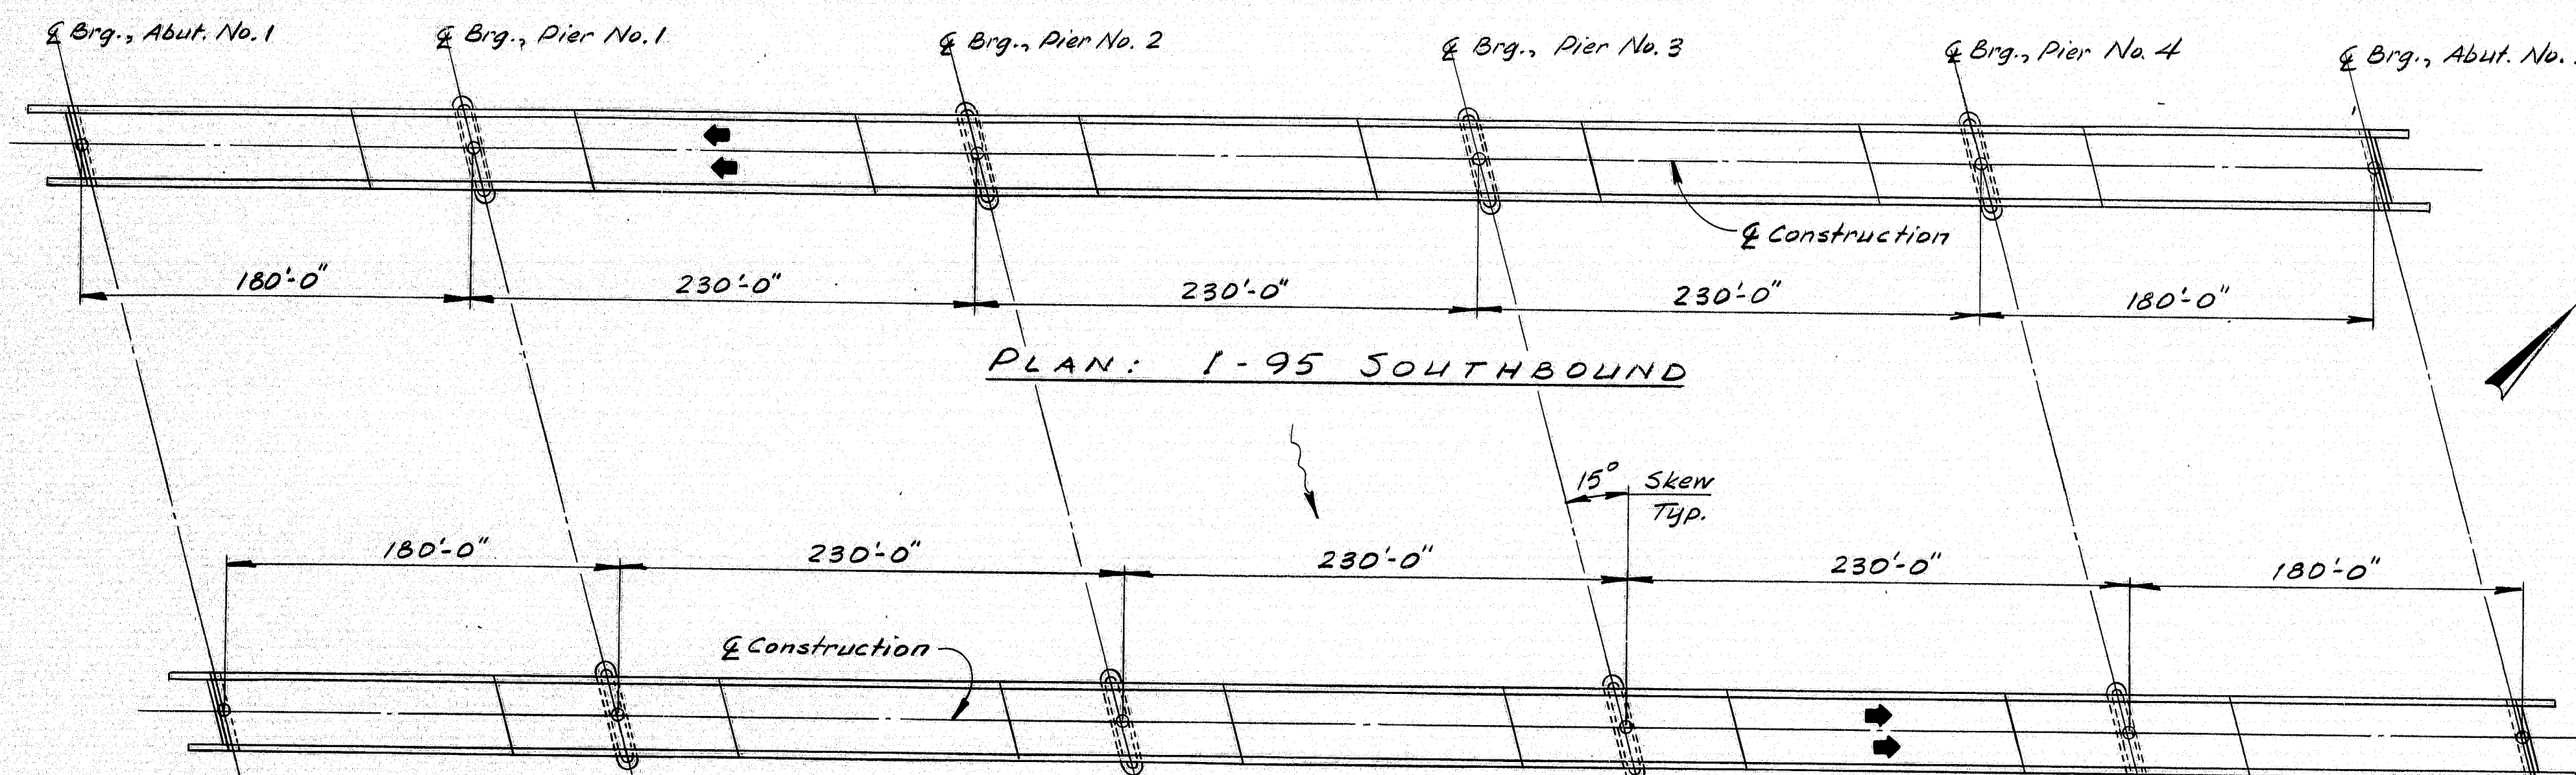 ℄ Brg., Abut. No. 1
℄ Brg., Pier No. 1
℄ Brg., Pier No. 2
℄ Brg., Pier No. 3
℄ Brg., Pier No. 4
℄ Brg., Abut. No.
℄ Construction
180'-0"
230'-0"
230'-0"
230'-0"
180'-0"
PLAN: I-95 SOUTHBOUND
15° Skew
Typ.
180'-0"
230'-0"
230'-0"
230'-0"
180'-0"
℄ Construction